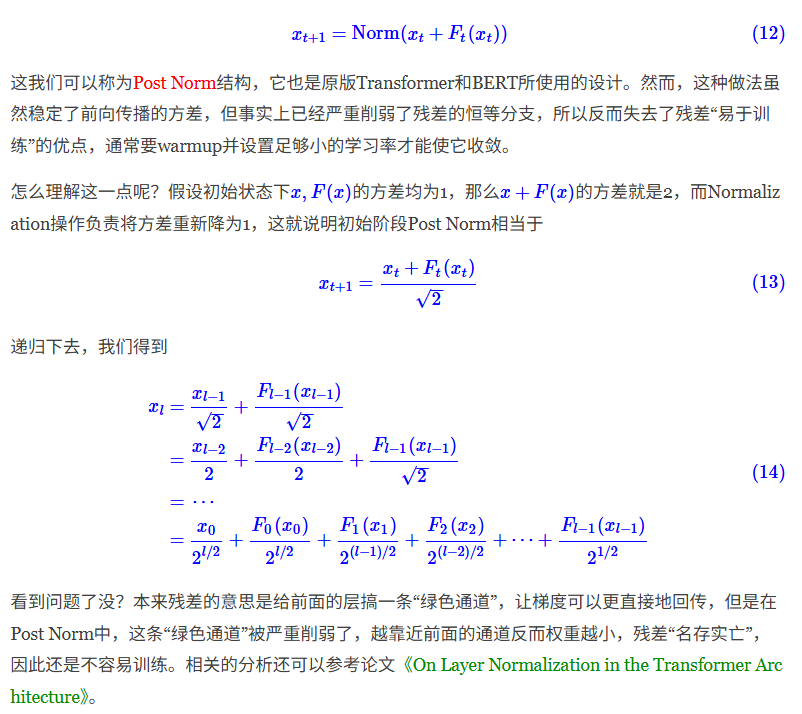 x_{t+1} = Norm(x_t + F_t(x_t)) (12)
这我们可以称为Post Norm结构，它也是原版Transformer和BERT所使用的设计。然而，这种做法虽
然稳定了前向传播的方差，但事实上已经严重削弱了残差的恒等分支，所以反而失去了残差“易于训
练”的优点，通常要warmup并设置足够小的学习率才能使它收敛。
怎么理解这一点呢？假设初始状态下x, F(x)的方差均为1，那么x + F(x)的方差就是2，而Normaliz
ation操作负责将方差重新降为1，这就说明初始阶段Post Norm相当于
x_{t+1} = \frac{x_t + F_t(x_t)}{\sqrt{2}} (13)
递归下去，我们得到
x_l = \frac{x_{l-1}}{\sqrt{2}} + \frac{F_{l-1}(x_{l-1})}{\sqrt{2}}
= \frac{x_{l-2}}{2} + \frac{F_{l-2}(x_{l-2})}{2} + \frac{F_{l-1}(x_{l-1})}{\sqrt{2}}
= ⋯ (14)
= \frac{x_0}{2^{l/2}} + \frac{F_0(x_0)}{2^{l/2}} + \frac{F_1(x_1)}{2^{(l-1)/2}} + \frac{F_2(x_2)}{2^{(l-2)/2}} + ⋯ + \frac{F_{l-1}(x_{l-1})}{2^{1/2}}
看到问题了没？本来残差的意思是给前面的层搞一条“绿色通道”，让梯度可以更直接地回传，但是在
Post Norm中，这条“绿色通道”被严重削弱了，越靠近前面的通道反而权重越小，残差“名存实亡”，
因此还是不容易训练。相关的分析还可以参考论文《On Layer Normalization in the Transformer Arc
hitecture》。